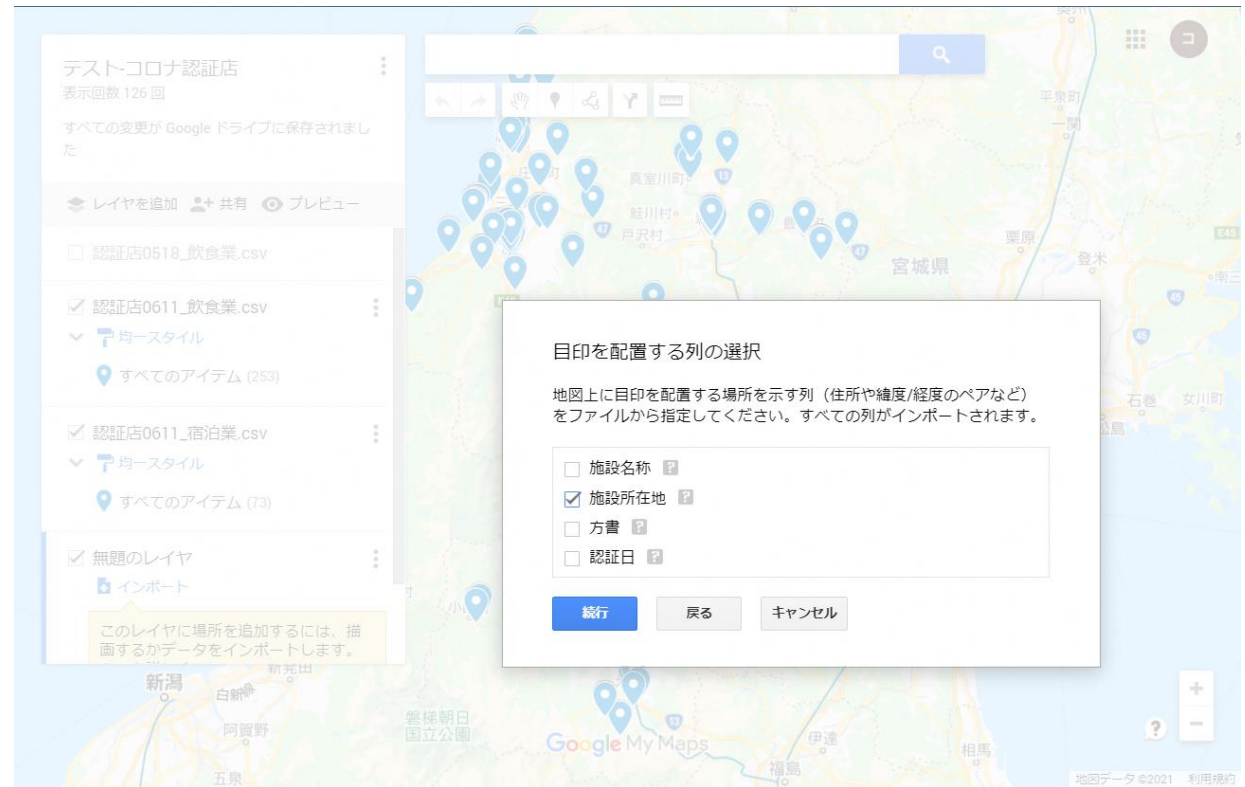 テスト-コロナ認証店
表示回数 126 回
すべての変更が Google ドライブに保存されまし
た
レイヤを追加 共有 プレビュー
認証店0518_飲食業.csv
認証店0611_飲食業.csv
均一スタイル
すべてのアイテム (253)
認証店0611_宿泊業.csv
均一スタイル
すべてのアイテム (73)
無題のレイヤ
インポート
このレイヤに場所を追加するには、描
画するかデータをインポートします。
コ
平泉町
一関
真室川町
13
鮭川村
戸沢村
47
47
栗原
登米
E45
宮城県
南三
45
45
石巻
女川町
目印を配置する列の選択
地図上に目印を配置する場所を示す列（住所や緯度/経度のペアなど）
をファイルから指定してください。すべての列がインポートされます。
施設名称 ?
施設所在地 ?
方書 ?
認証日 ?
続行 戻る キャンセル
新発田
新潟
白新
阿賀野
五泉
磐梯朝日
国立公園
13
Google My Maps
伊達
福島
相馬
+
?
−
地図データ ©2021 利用規約